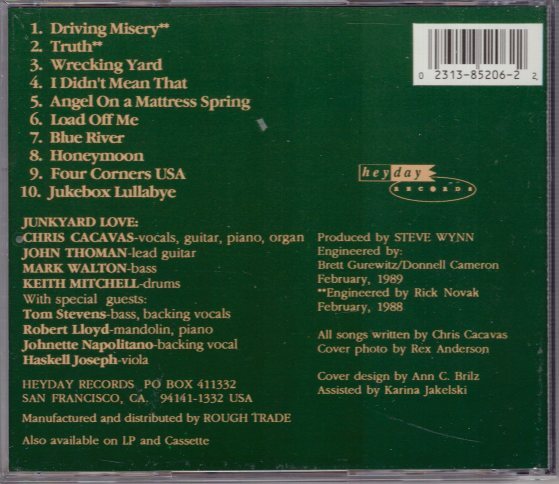 1. Driving Misery**
2. Truth**
3. Wrecking Yard
4. I Didn't Mean That
5. Angel On a Mattress Spring
6. Load Off Me
7. Blue River
8. Honeymoon
9. Four Corners USA
10. Jukebox Lullabye
0 2313-85206-2 2
heyday
RECORDS
JUNKYARD LOVE:
CHRIS CACAVAS-vocals, guitar, piano, organ
JOHN THOMAN-lead guitar
MARK WALTON-bass
KEITH MITCHELL-drums
With special guests:
Tom Stevens-bass, backing vocals
Robert Lloyd-mandolin, piano
Johnette Napolitano-backing vocal
Haskell Joseph-viola
HEYDAY RECORDS PO BOX 411332
SAN FRANCISCO, CA. 94141-1332 USA
Manufactured and distributed by ROUGH TRADE
Also available on LP and Cassette
Produced by STEVE WYNN
Engineered by:
Brett Gurewitz/Donnell Cameron
February, 1989
**Engineered by Rick Novak
February, 1988
All songs written by Chris Cacavas
Cover photo by Rex Anderson
Cover design by Ann C. Brilz
Assisted by Karina Jakelski